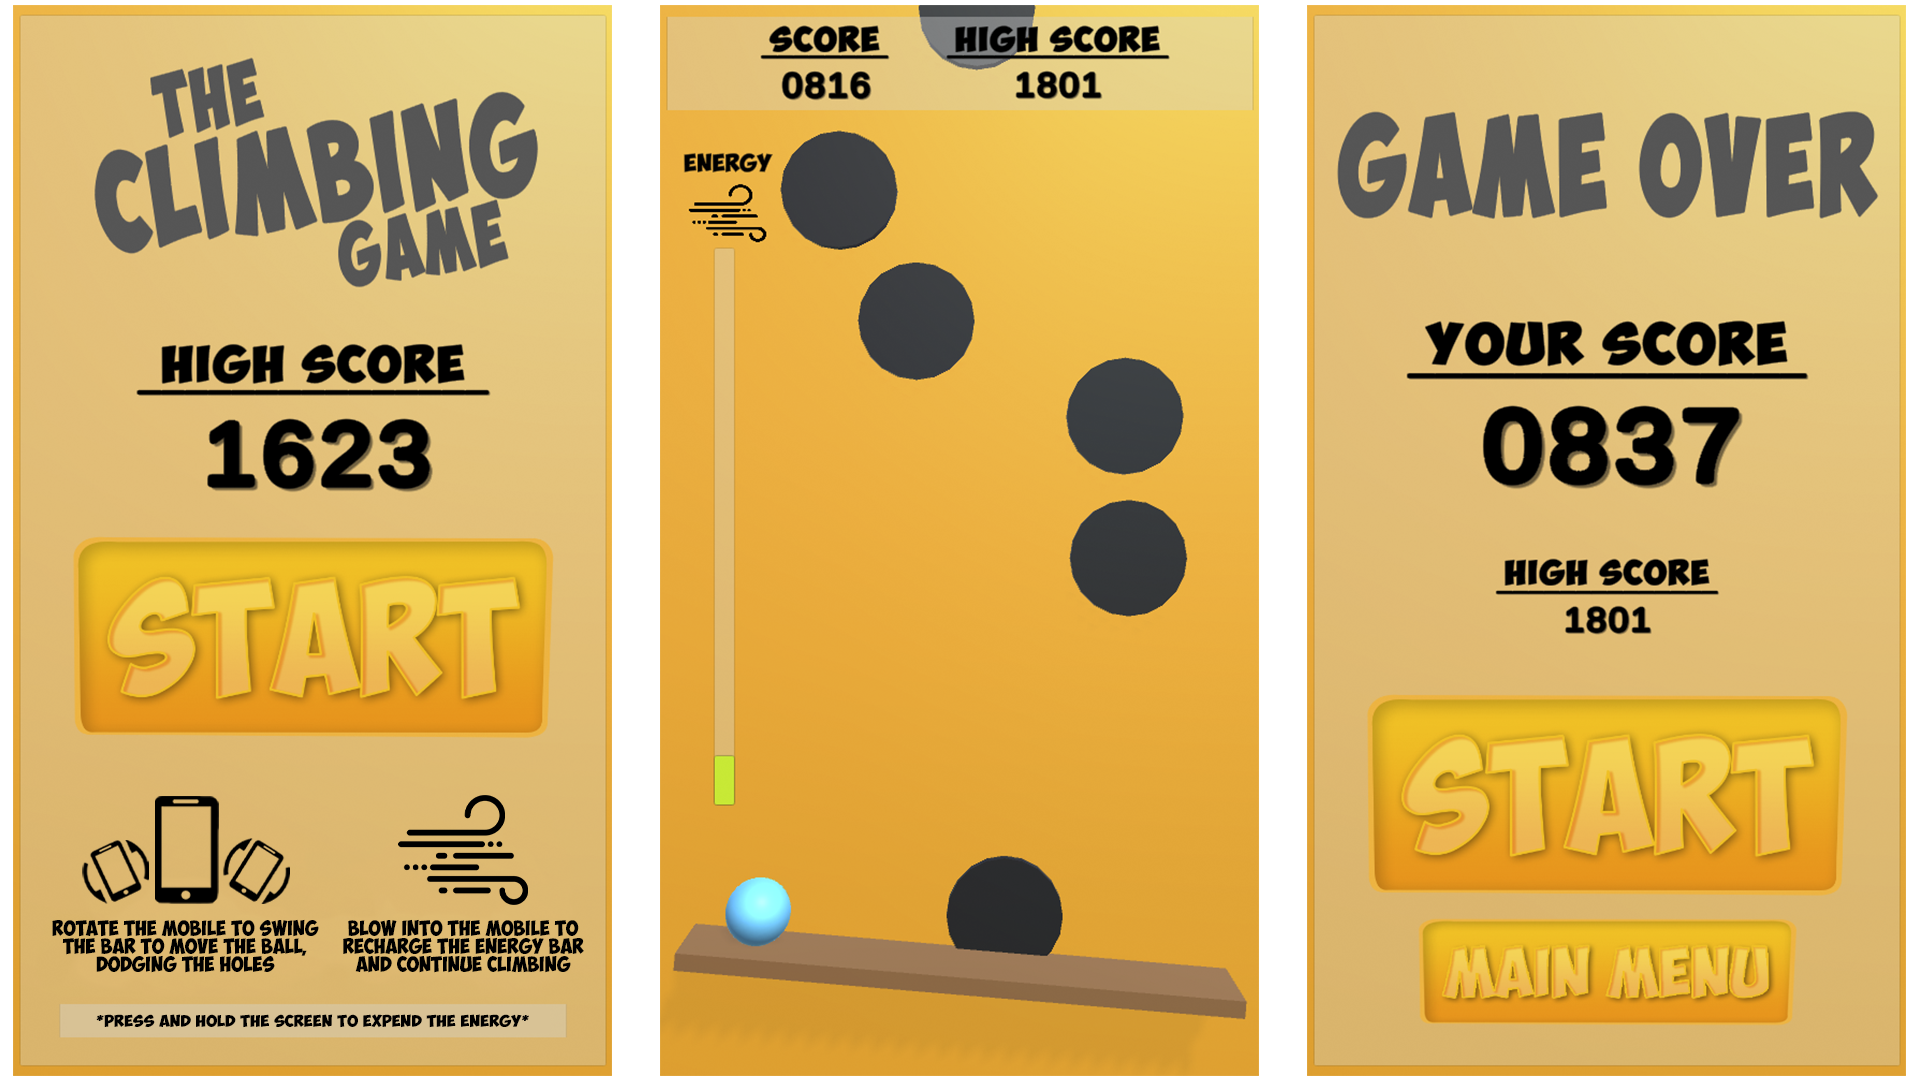 THE
CLIMBING
GAME
HIGH SCORE
1623
START
ROTATE THE MOBILE TO SWING
THE BAR TO MOVE THE BALL,
DODGING THE HOLES
BLOW INTO THE MOBILE TO
RECHARGE THE ENERGY BAR
AND CONTINUE CLIMBING
*PRESS AND HOLD THE SCREEN TO EXPEND THE ENERGY*
SCORE
0816
HIGH SCORE
1801
ENERGY
GAME OVER
YOUR SCORE
0837
HIGH SCORE
1801
START
MAIN MENU